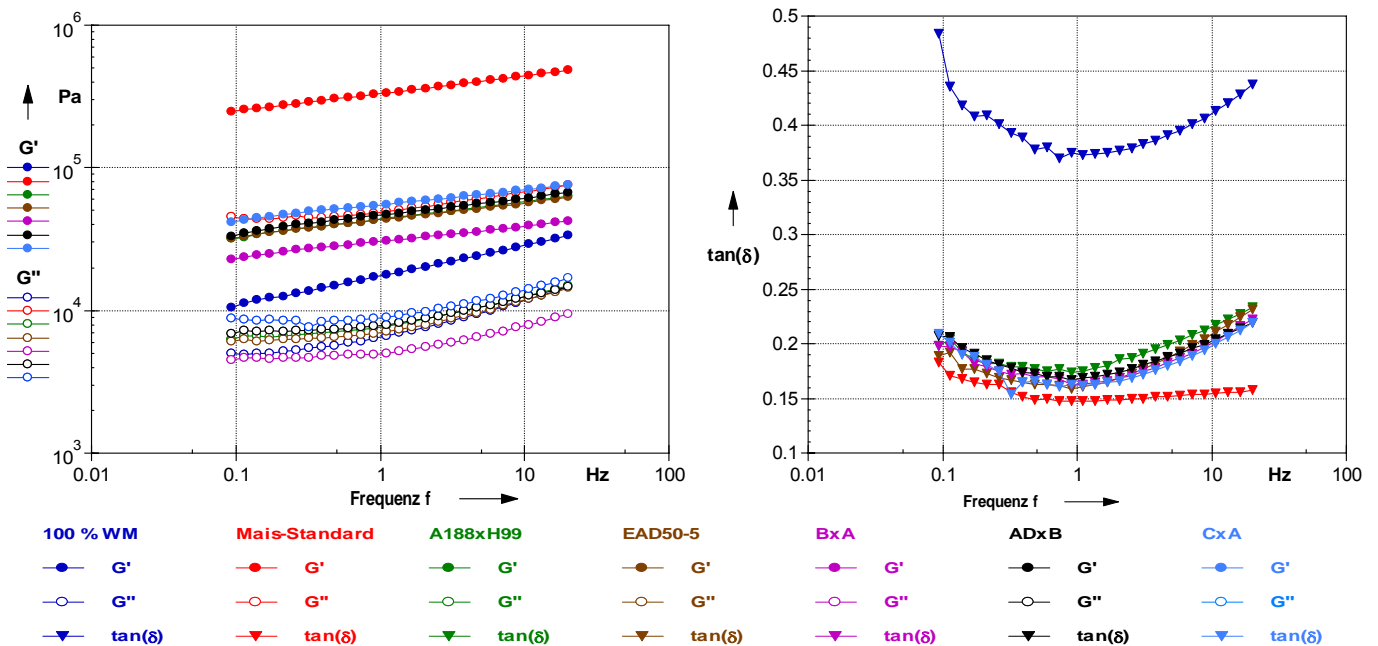 10⁶
Pa
10⁵
10⁴
10³
G'
G"
0.01
0.1
1
10
Hz
100
Frequenz f
0.5
0.45
0.4
0.35
0.3
0.25
0.2
0.15
0.1
tan(δ)
0.01
0.1
1
10
Hz
100
Frequenz f
100 % WM
Mais-Standard
A188xH99
EAD50-5
BxA
ADxB
CxA
G'
G'
G'
G'
G'
G'
G'
G"
G"
G"
G"
G"
G"
G"
tan(δ)
tan(δ)
tan(δ)
tan(δ)
tan(δ)
tan(δ)
tan(δ)